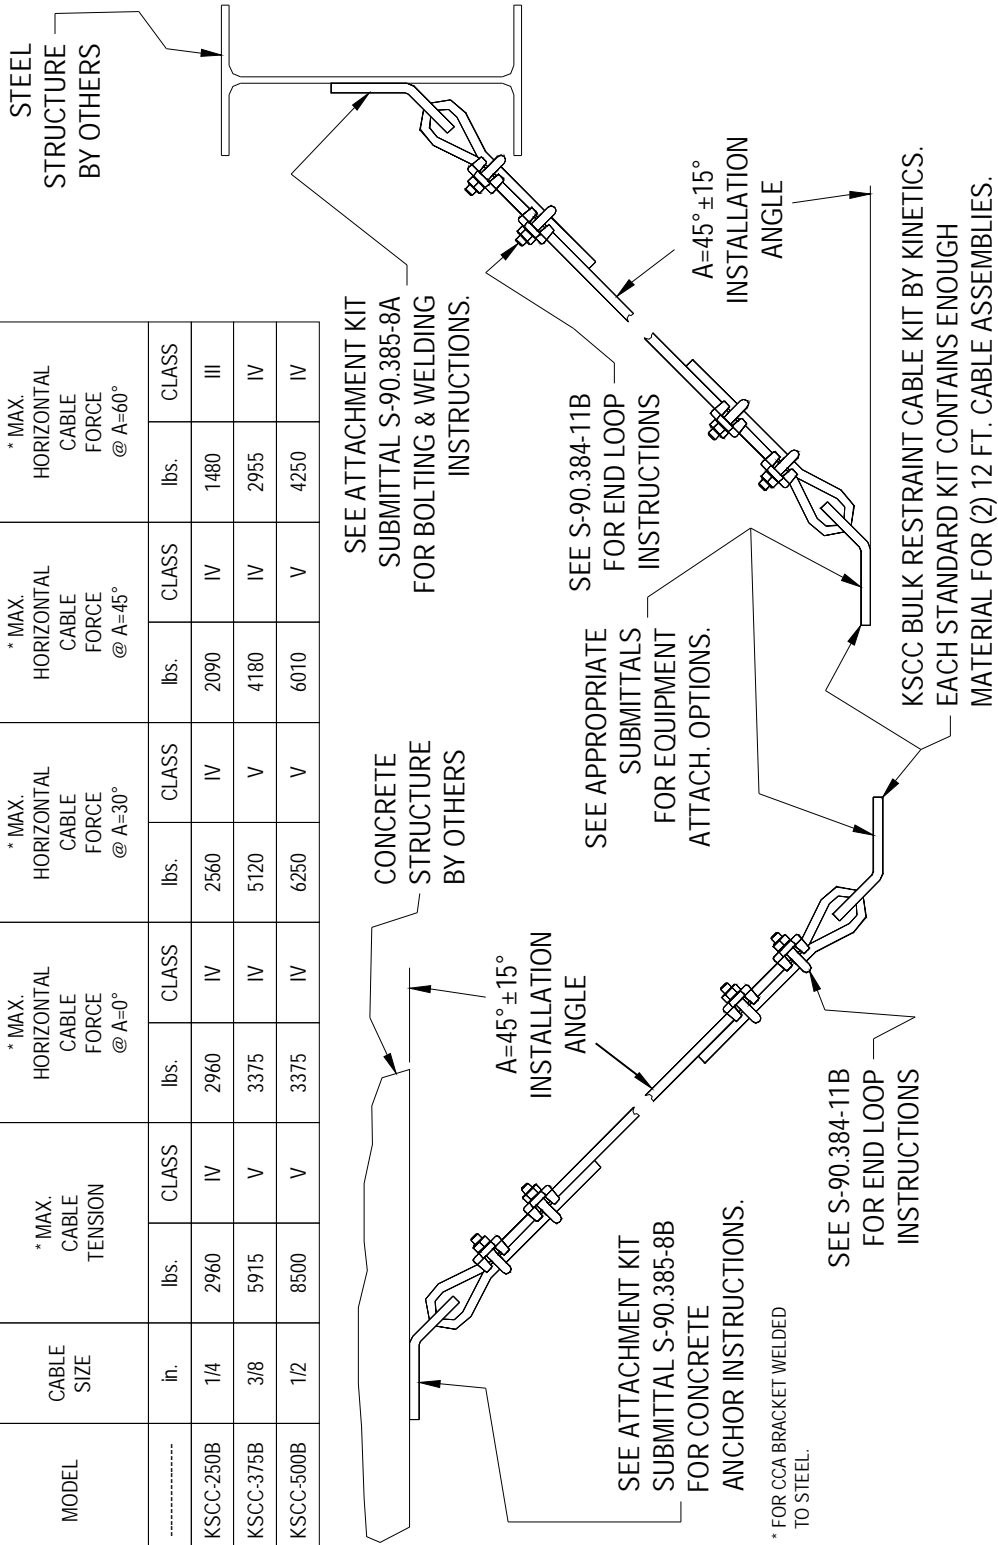 MODEL
CABLE
SIZE
* MAX.
CABLE
TENSION
* MAX.
HORIZONTAL
CABLE
FORCE
@ A=0°
* MAX.
HORIZONTAL
CABLE
FORCE
@ A=30°
* MAX.
HORIZONTAL
CABLE
FORCE
@ A=45°
* MAX.
HORIZONTAL
CABLE
FORCE
@ A=60°
------------- in. lbs. CLASS lbs. CLASS lbs. CLASS lbs. CLASS lbs. CLASS
KSCC-250B 1/4 2960 IV 2960 IV 2560 IV 2090 IV 1480 III
KSCC-375B 3/8 5915 V 3375 IV 5120 V 4180 IV 2955 IV
KSCC-500B 1/2 8500 V 3375 IV 6250 V 6010 V 4250 IV
STEEL
STRUCTURE
BY OTHERS
CONCRETE
STRUCTURE
BY OTHERS
SEE ATTACHMENT KIT
SUBMITTAL S-90.385-8A
FOR BOLTING & WELDING
INSTRUCTIONS.
A=45°±15°
INSTALLATION
ANGLE
SEE S-90.384-11B
FOR END LOOP
INSTRUCTIONS
A=45°±15°
INSTALLATION
ANGLE
SEE APPROPRIATE
SUBMITTALS
FOR EQUIPMENT
ATTACH. OPTIONS.
SEE ATTACHMENT KIT
SUBMITTAL S-90.385-8B
FOR CONCRETE
ANCHOR INSTRUCTIONS.
SEE S-90.384-11B
FOR END LOOP
INSTRUCTIONS
KSCC BULK RESTRAINT CABLE KIT BY KINETICS.
EACH STANDARD KIT CONTAINS ENOUGH
MATERIAL FOR (2) 12 FT. CABLE ASSEMBLIES.
* FOR CCA BRACKET WELDED
TO STEEL.